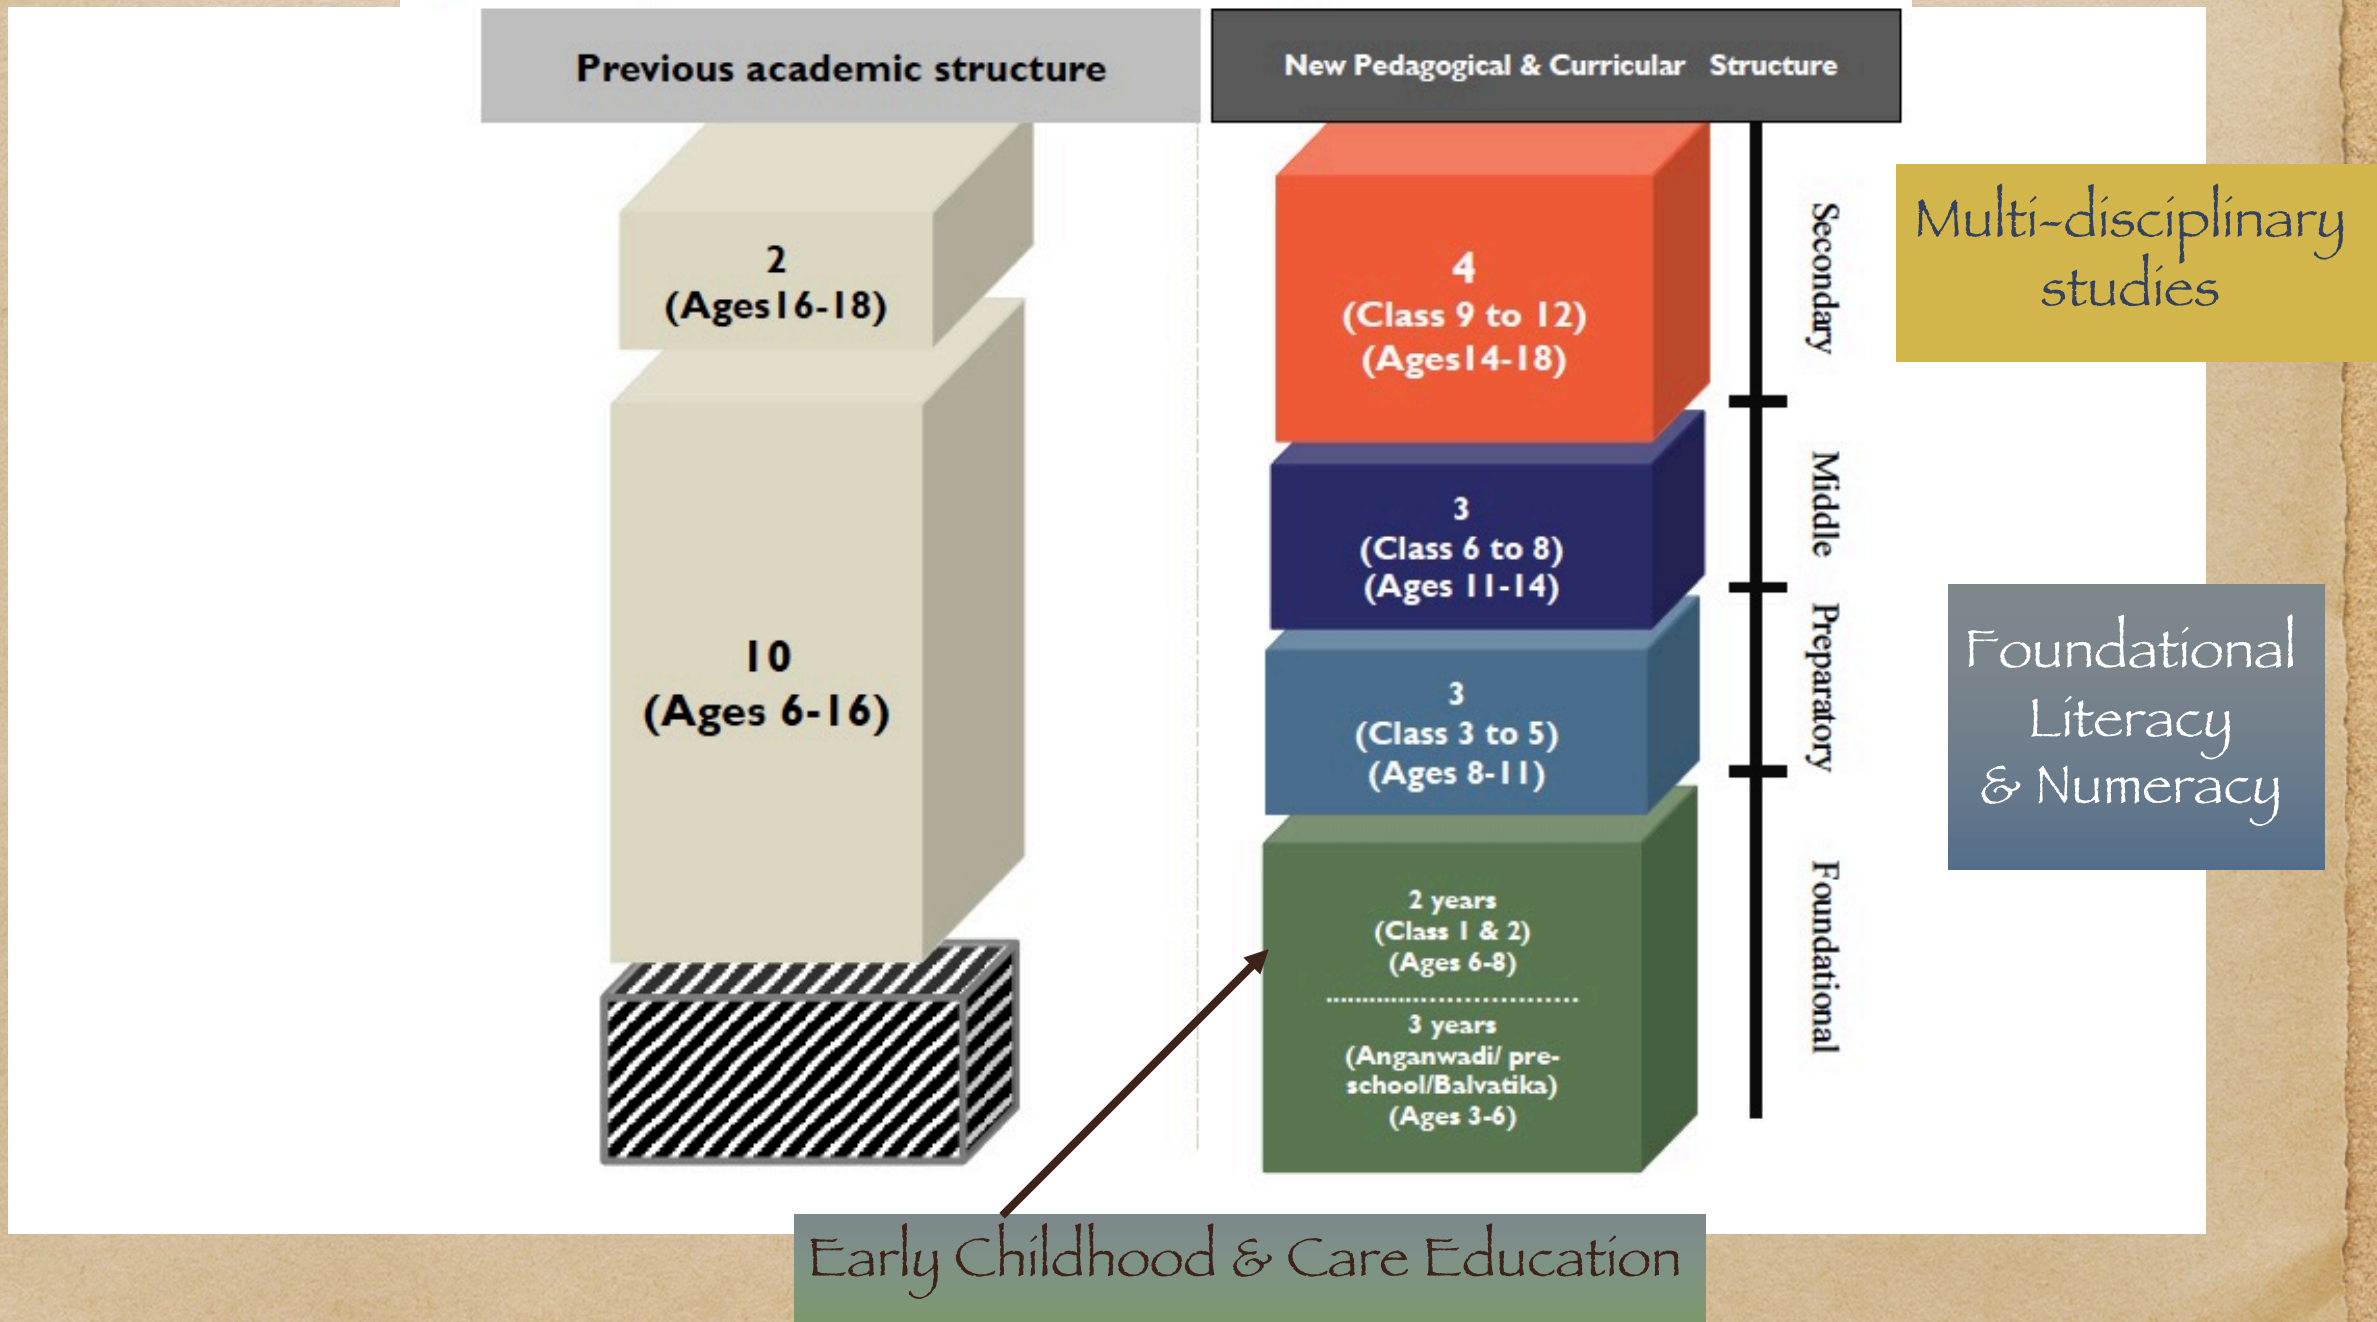 Previous academic structure
2
(Ages16-18)
10
(Ages 6-16)
New Pedagogical & Curricular Structure
4
(Class 9 to 12)
(Ages14-18)
3
(Class 6 to 8)
(Ages 11-14)
3
(Class 3 to 5)
(Ages 8-11)
2 years
(Class 1 & 2)
(Ages 6-8)
3 years
(Anganwadi/ pre-
school/Balvatika)
(Ages 3-6)
Secondary
Middle
Preparatory
Foundational
Multi-disciplinary
studies
Foundational
Literacy
& Numeracy
Early Childhood & Care Education